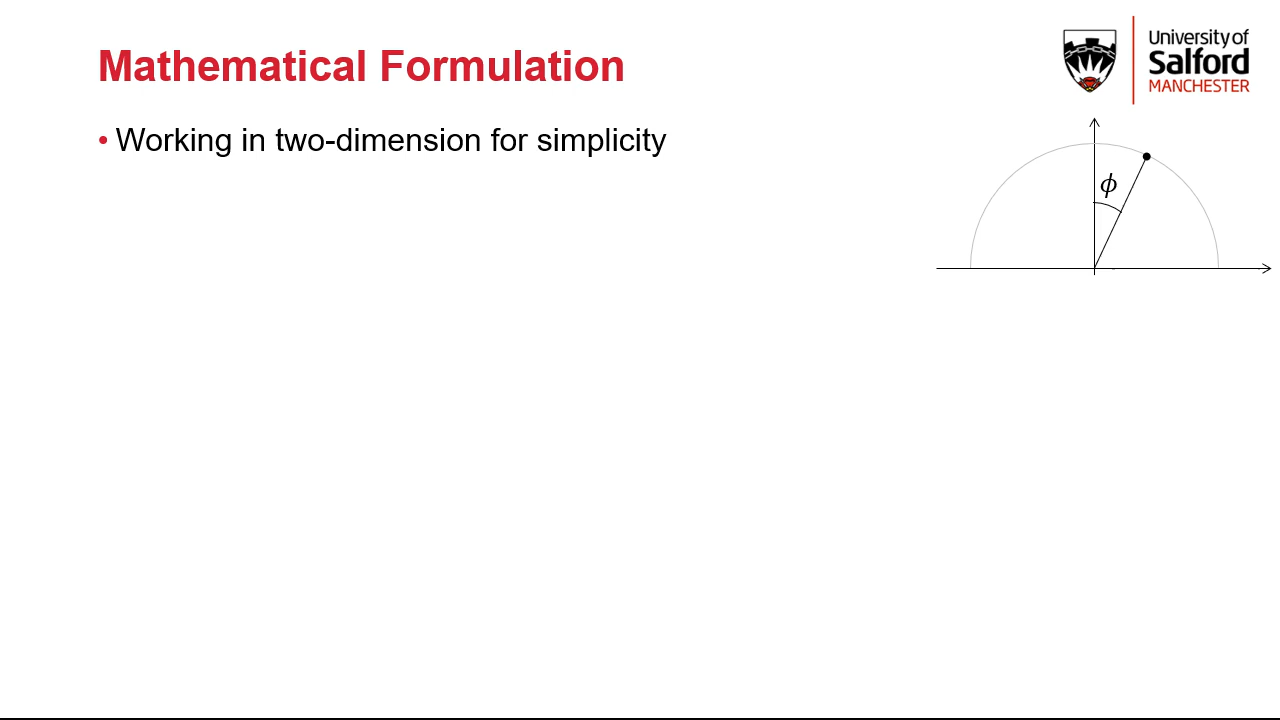 Mathematical Formulation
University of
Salford
MANCHESTER
• Working in two-dimension for simplicity
ϕ